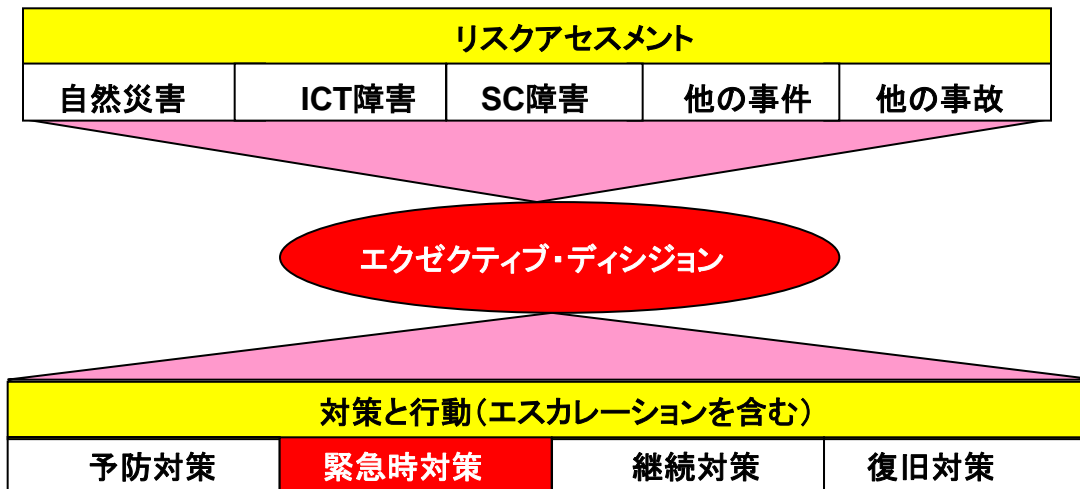 リスクアセスメント
自然災害 ICT障害 SC障害 他の事件 他の事故
エクゼクティブ・ディシジョン
対策と行動(エスカレーションを含む)
予防対策 緊急時対策 継続対策 復旧対策